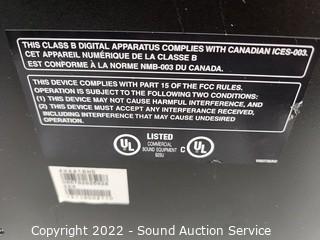 THIS CLASS B DIGITAL APPARATUS COMPLIES WITH CANADIAN ICES-003.
CET APPAREIL NUMÉRIQUE DE LA CLASSE B
EST CONFORME À LA NORME NMB-003 DU CANADA.
THIS DEVICE COMPLIES WITH PART 15 OF THE FCC RULES.
OPERATION IS SUBJECT TO THE FOLLOWING TWO CONDITIONS:
(1) THIS DEVICE MAY NOT CAUSE HARMFUL INTERFERENCE, AND
(2) THIS DEVICE MUST ACCEPT ANY INTERFERENCE RECEIVED,
INCLUDING INTERFERENCE THAT MAY CAUSE UNDESIRED
OPERATION.
UL
LISTED
COMMERCIAL
SOUND EQUIPMENT
C UL
Copyright 2022 - Sound Auction Service